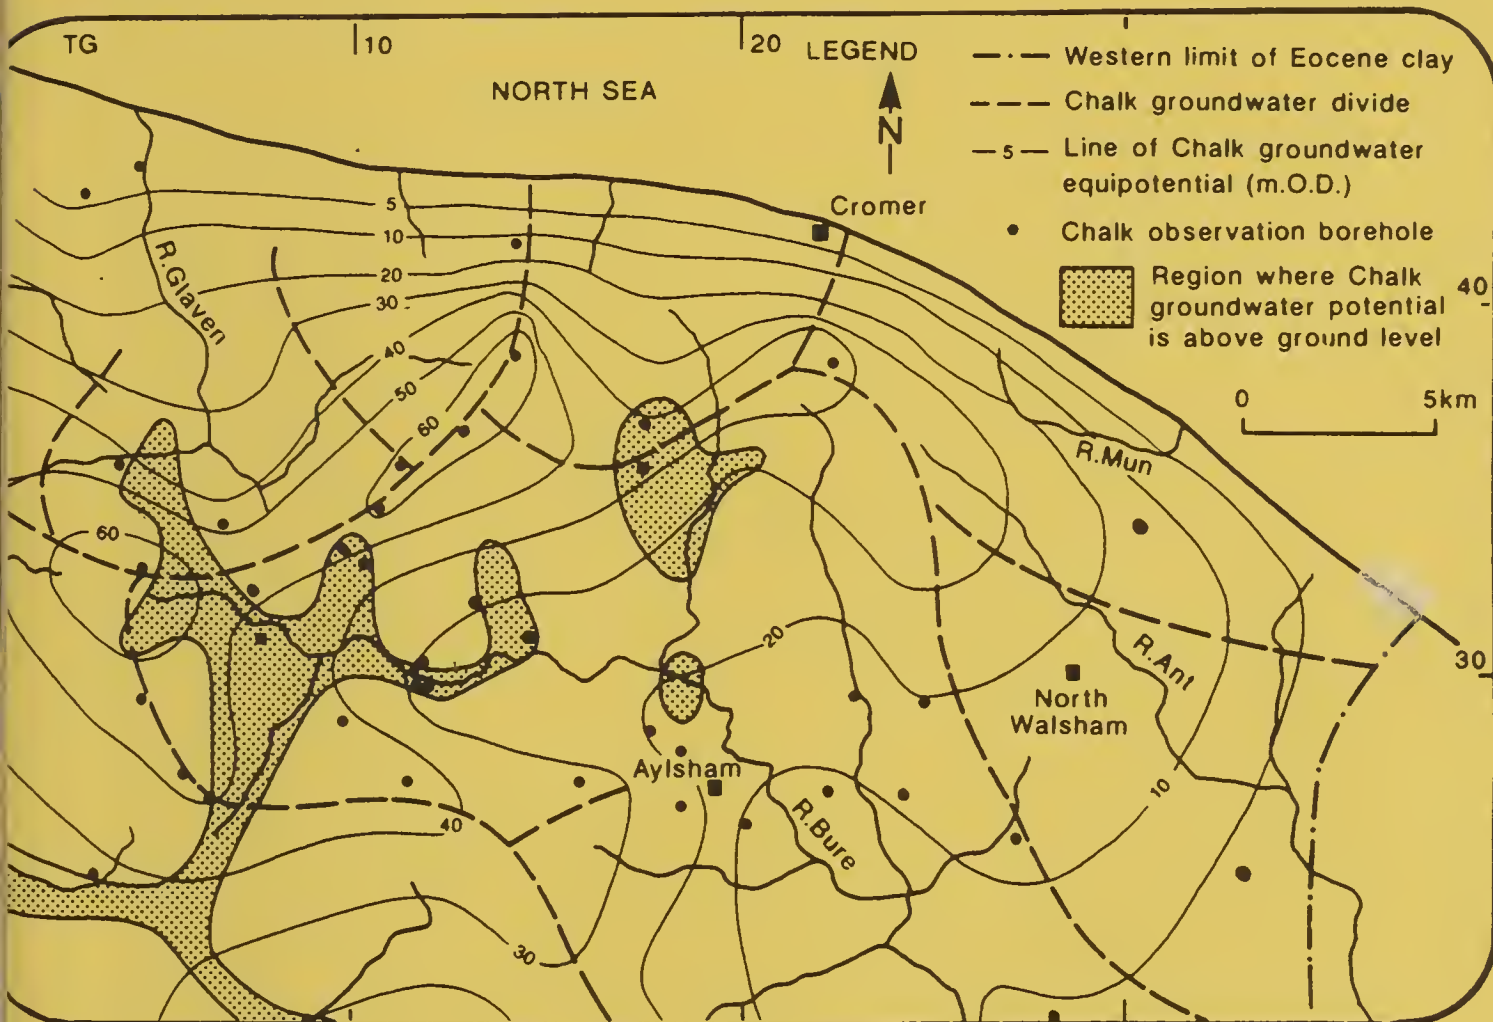 TG
10
20
LEGEND
Western limit of Eocene clay
NORTH SEA
Chalk groundwater divide
N
— 5 — Line of Chalk groundwater
equipotential (m.O.D.)
Cromer
Chalk observation borehole
Region where Chalk
groundwater potential
is above ground level
40
0 5km
5
10
20
30
40
50
60
R.Glaven
R.Mun
60
20
R.Ant
30
North
Walsham
Aylsham
R.Bure
10
40
30